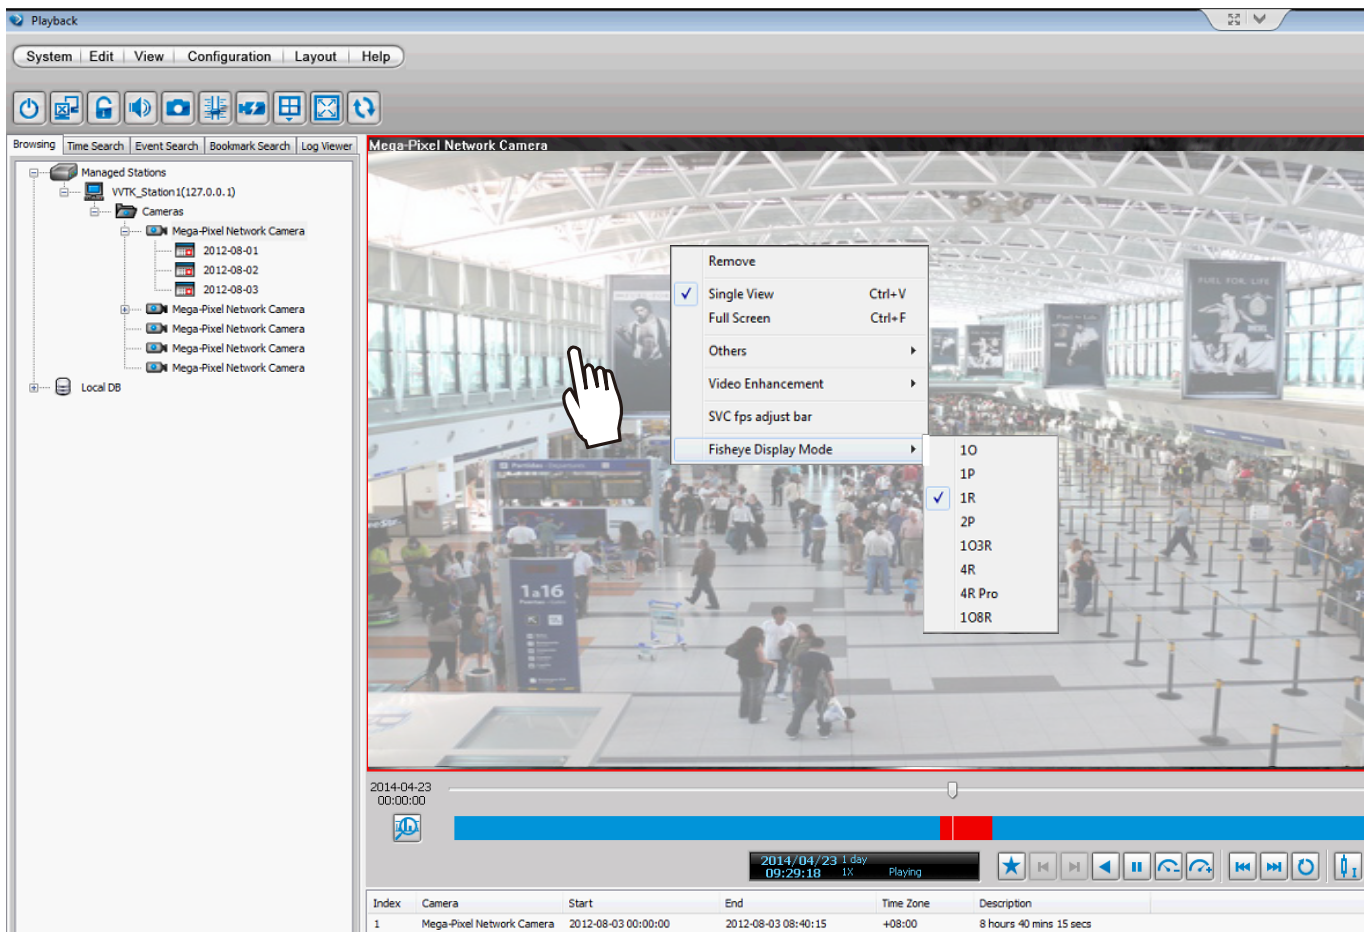 Playback
System Edit View Configuration Layout Help
Browsing Time Search Event Search Bookmark Search Log Viewer
Managed Stations
VVTK_Station1(127.0.0.1)
Cameras
Mega-Pixel Network Camera
2012-08-01
2012-08-02
2012-08-03
Mega-Pixel Network Camera
Mega-Pixel Network Camera
Mega-Pixel Network Camera
Mega-Pixel Network Camera
Local DB
Mega-Pixel Network Camera
FUEL FOR LIFE
Remove
Single View Ctrl+V
Full Screen Ctrl+F
Others
Video Enhancement
SVC fps adjust bar
Fisheye Display Mode
1O
1P
1R
2P
1O3R
4R
4R Pro
1O8R
Partidas - Departures
1a16
2014-04-23
00:00:00
2014/04/23 1 day
09:29:18 1X Playing
Index Camera Start End Time Zone Description
1 Mega-Pixel Network Camera 2012-08-03 00:00:00 2012-08-03 08:40:15 +08:00 8 hours 40 mins 15 secs